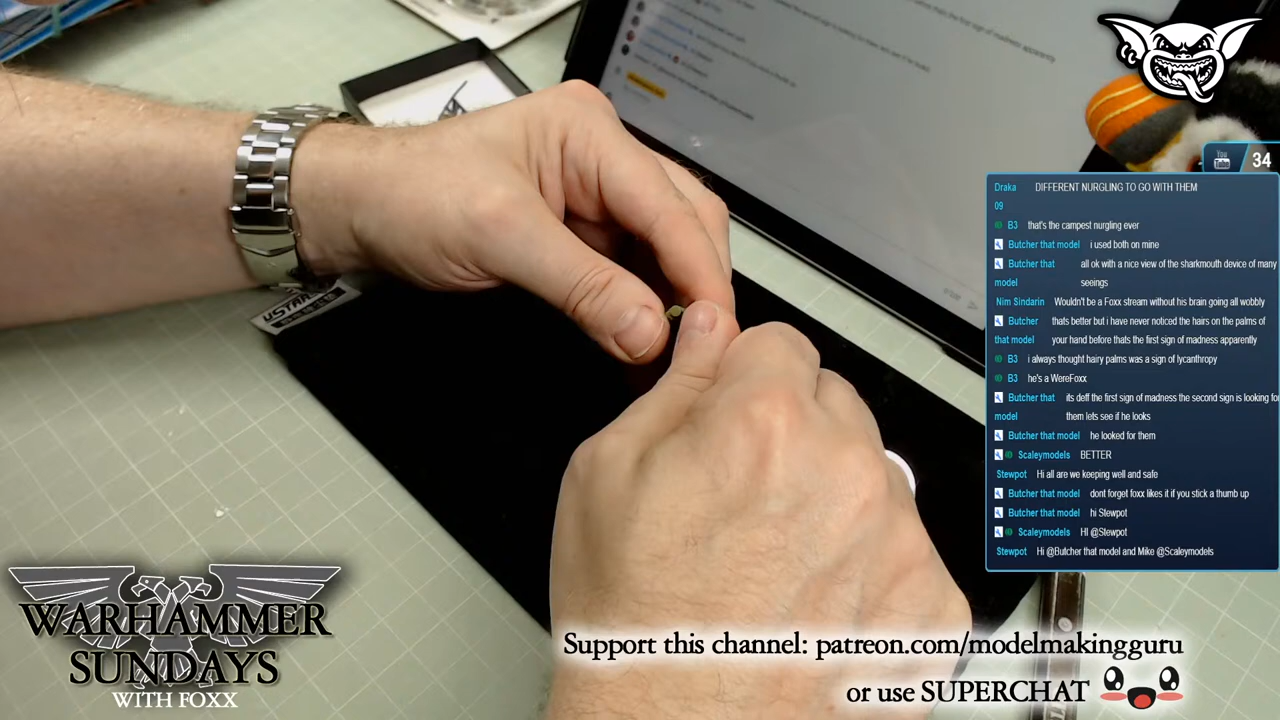 You
Tube
34
Draka DIFFERENT NURGLING TO GO WITH THEM
09
B3 that's the campest nurgling ever
Butcher that model i used both on mine
Butcher that all ok with a nice view of the sharkmouth device of many
model seeings
Nim Sindarin Wouldn't be a Foxx stream without his brain going all wobbly
Butcher thats better but i have never noticed the hairs on the palms of
that model your hand before thats the first sign of madness apparently
B3 i always thought hairy palms was a sign of lycanthropy
B3 he's a WereFoxx
Butcher that its deff the first sign of madness the second sign is looking for
model them lets see if he looks
Butcher that model he looked for them
Scaleymodels BETTER
Stewpot Hi all are we keeping well and safe
Butcher that model dont forget foxx likes it if you stick a thumb up
Butcher that model hi Stewpot
Scaleymodels HI @Stewpot
Stewpot Hi @Butcher that model and Mike @Scaleymodels
USTAR
WARHAMMER
SUNDAYS
WITH FOXX
Support this channel: patreon.com/modelmakingguru
or use SUPERCHAT